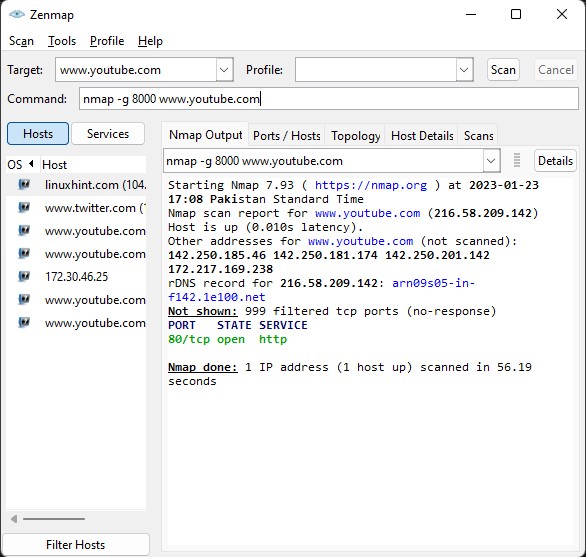 Zenmap
Scan Tools Profile Help
Target: www.youtube.com Profile: Scan Cancel
Command: nmap -g 8000 www.youtube.com
Hosts Services
Nmap Output Ports / Hosts Topology Host Details Scans
OS Host
nmap -g 8000 www.youtube.com Details
linuxhint.com (104.
www.twitter.com (
www.youtube.com
172.30.46.25
www.youtube.com
www.youtube.com
Starting Nmap 7.93 ( https://nmap.org ) at 2023-01-23
17:08 Pakistan Standard Time
Nmap scan report for www.youtube.com (216.58.209.142)
Host is up (0.010s latency).
Other addresses for www.youtube.com (not scanned):
142.250.185.46 142.250.181.174 142.250.201.142
172.217.169.238
rDNS record for 216.58.209.142: arn09s05-in-
f142.1e100.net
Not shown: 999 filtered tcp ports (no-response)
PORT STATE SERVICE
80/tcp open http
Nmap done: 1 IP address (1 host up) scanned in 56.19
seconds
Filter Hosts